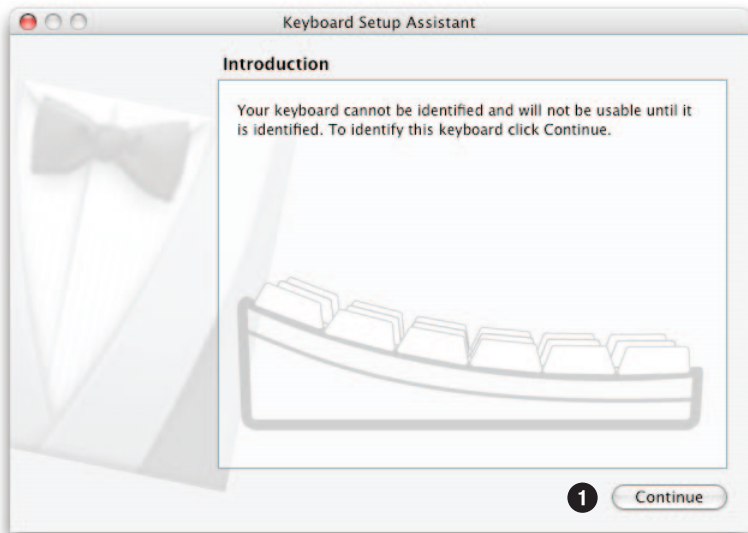 Keyboard Setup Assistant
Introduction
Your keyboard cannot be identified and will not be usable until it
is identified. To identify this keyboard click Continue.
1 Continue